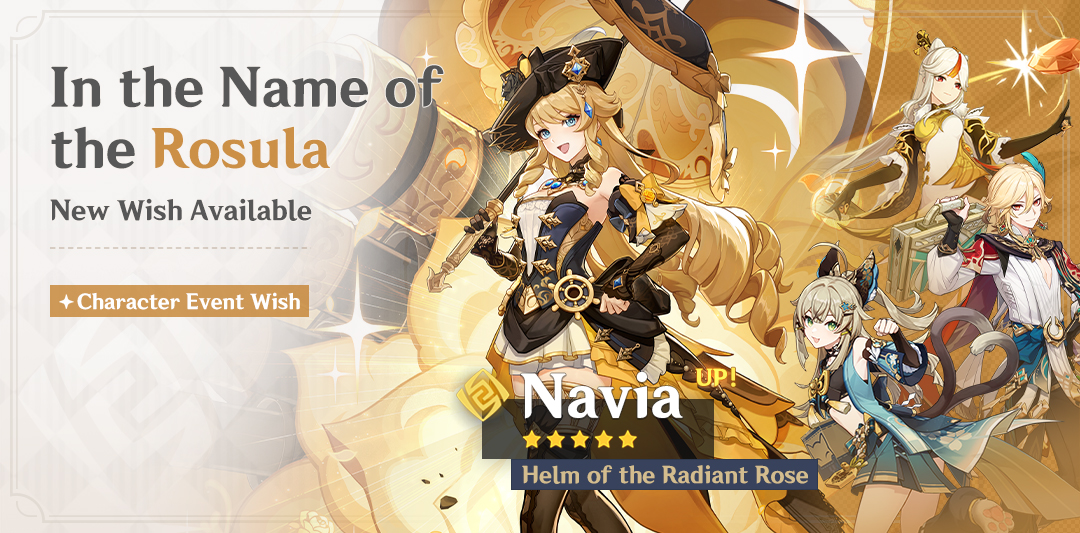 In the Name of
the Rosula
New Wish Available
Character Event Wish
Navia UP!
Helm of the Radiant Rose